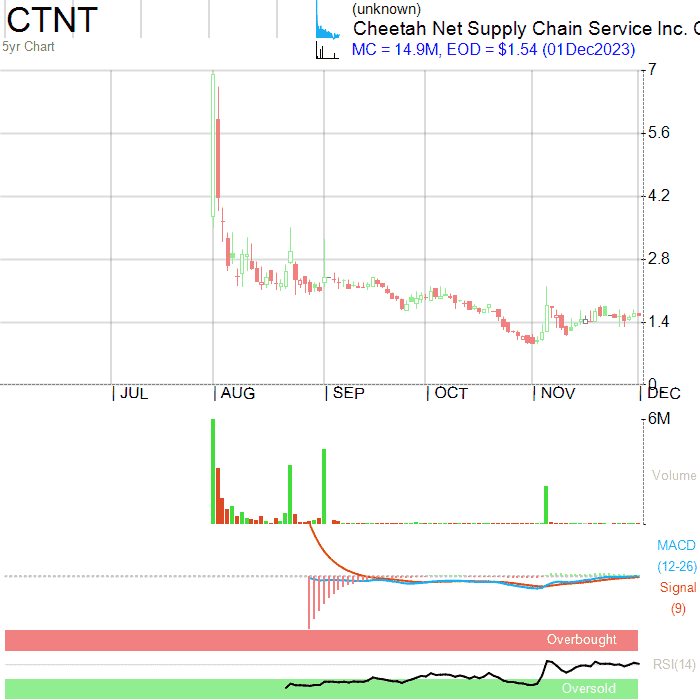 CTNT
5yr Chart
(unknown)
Cheetah Net Supply Chain Service Inc.
MC = 14.9M, EOD = $1.54 (01Dec2023)
7
5.6
4.2
2.8
1.4
0
JUL
AUG
SEP
OCT
NOV
DEC
6M
Volume
MACD
(12-26)
Signal
(9)
Overbought
RSI(14)
Oversold